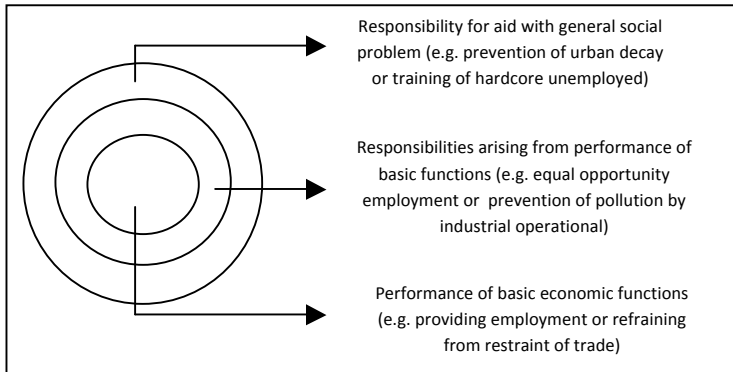 Responsibility for aid with general social
problem (e.g. prevention of urban decay
or training of hardcore unemployed)
Responsibilities arising from performance of
basic functions (e.g. equal opportunity
employment or prevention of pollution by
industrial operational)
Performance of basic economic functions
(e.g. providing employment or refraining
from restraint of trade)